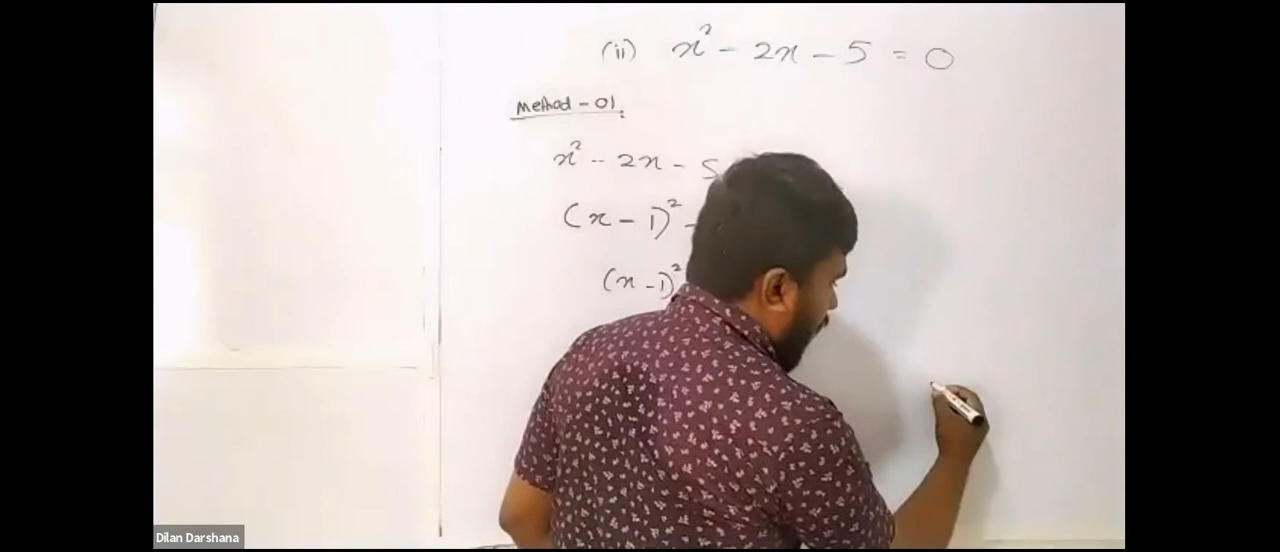 (ii) x² - 2x - 5 = 0
Method - 01.
x² - 2x - 5
(x - 1)² -
(x - 1)²
Dilan Darshana